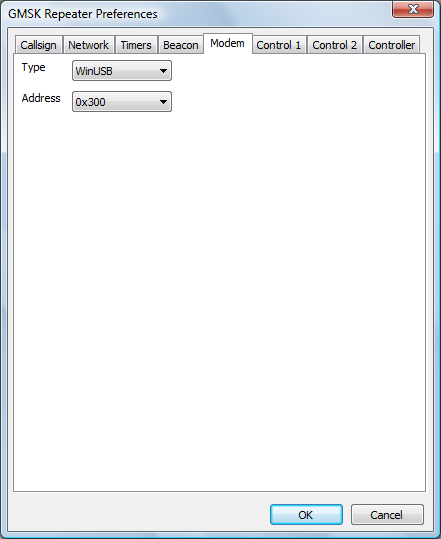 GMSK Repeater Preferences
Callsign Network Timers Beacon Modem Control 1 Control 2 Controller
Type WinUSB
Address 0x300
OK Cancel